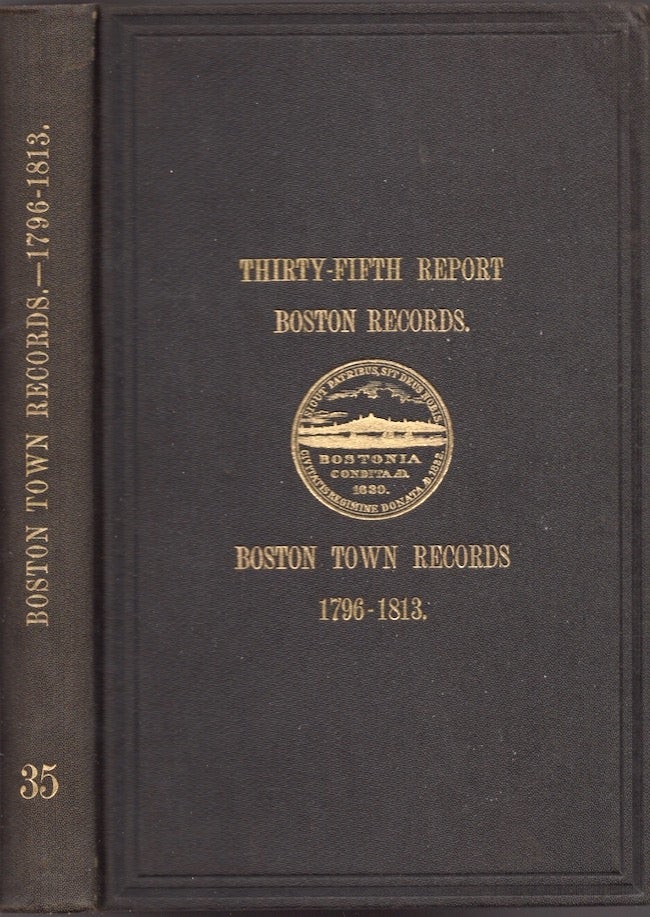 BOSTON TOWN RECORDS.—1796-1813.
35
THIRTY-FIFTH REPORT
BOSTON RECORDS.
SICUT PATRIBUS, SIT DEUS NOBIS
BOSTONIA
CONDITA A.D.
1630.
CIVITATIS REGIMINE DONATA A.D. 1822.
BOSTON TOWN RECORDS
1796-1813.